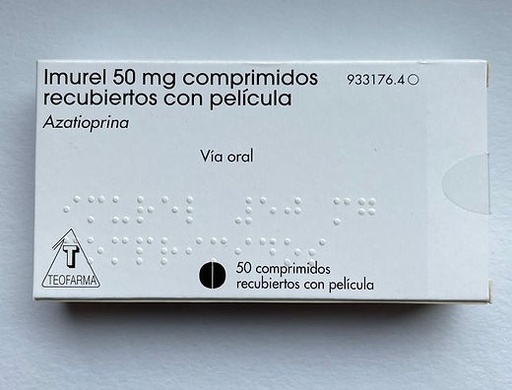 Imurel 50 mg comprimidos
recubiertos con película
933176.4
Azatioprina
Vía oral
T
TEOFARMA
50 comprimidos
recubiertos con película